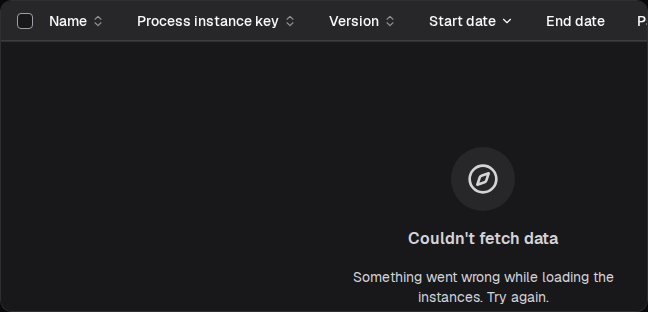 Name Process instance key Version Start date End date
Couldn't fetch data
Something went wrong while loading the
instances. Try again.